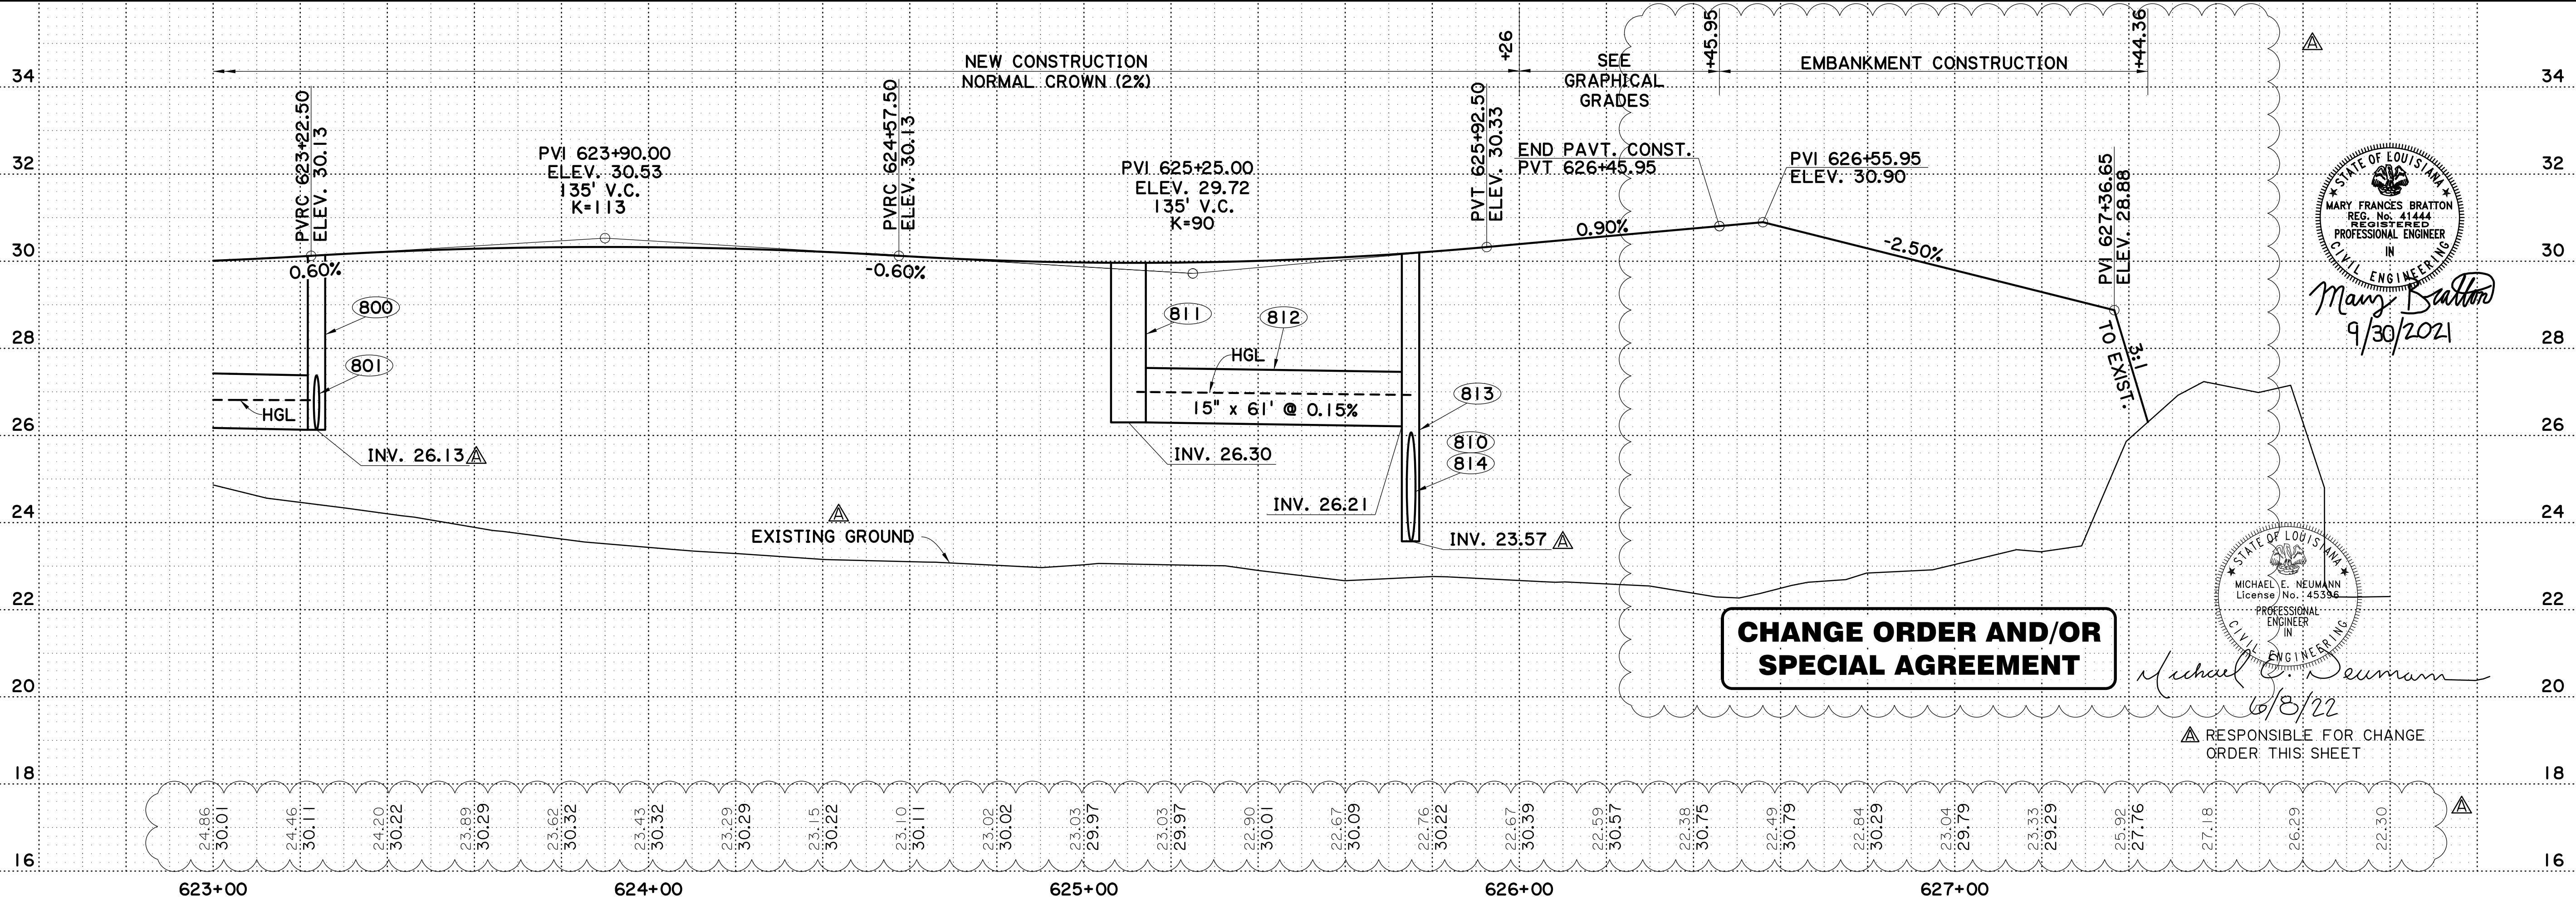 NEW CONSTRUCTION
NORMAL CROWN (2%)
+26
SEE
GRAPHICAL
GRADES
+45.95
EMBANKMENT CONSTRUCTION
+44.36
A
34
34
32
32
30
30
28
28
26
26
24
24
22
22
20
20
18
18
16
16
PVRC 623+22.50
ELEV. 30.13
PVI 623+90.00
ELEV. 30.53
135' V.C.
K=113
PVRC 624+57.50
ELEV. 30.13
PVI 625+25.00
ELEV. 29.72
135' V.C.
K=90
PVT 625+92.50
ELEV. 30.33
END PAVT. CONST.
PVT 626+45.95
PVI 626+55.95
ELEV. 30.90
PVI 627+36.65
ELEV. 28.88
0.60%
-0.60%
0.90%
-2.50%
3:1
TO EXIST.
800
801
HGL
INV. 26.13 A
811
812
HGL
15" x 61' @ 0.15%
813
810
814
INV. 26.30
INV. 26.21
INV. 23.57 A
A
EXISTING GROUND
STATE OF LOUISIANA
MARY FRANCES BRATTON
REG. No. 41444
REGISTERED
PROFESSIONAL ENGINEER
IN
CIVIL ENGINEERING
Mary Bratton
9/30/2021
STATE OF LOUISIANA
MICHAEL E. NEUMANN
License No. 45396
PROFESSIONAL
ENGINEER
IN
CIVIL ENGINEERING
Michael E. Neumann
6/8/22
A RESPONSIBLE FOR CHANGE
ORDER THIS SHEET
CHANGE ORDER AND/OR
SPECIAL AGREEMENT
A
24.86
30.01
24.46
30.11
24.20
30.22
23.89
30.29
23.62
30.32
23.43
30.32
23.29
30.29
23.15
30.22
23.10
30.11
23.02
30.02
23.03
29.97
23.03
29.97
22.90
30.01
22.67
30.09
22.76
30.22
22.67
30.39
22.59
30.57
22.38
30.75
22.49
30.79
22.84
30.29
23.04
29.79
23.33
29.29
25.92
27.76
27.18
26.29
22.30
623+00
624+00
625+00
626+00
627+00